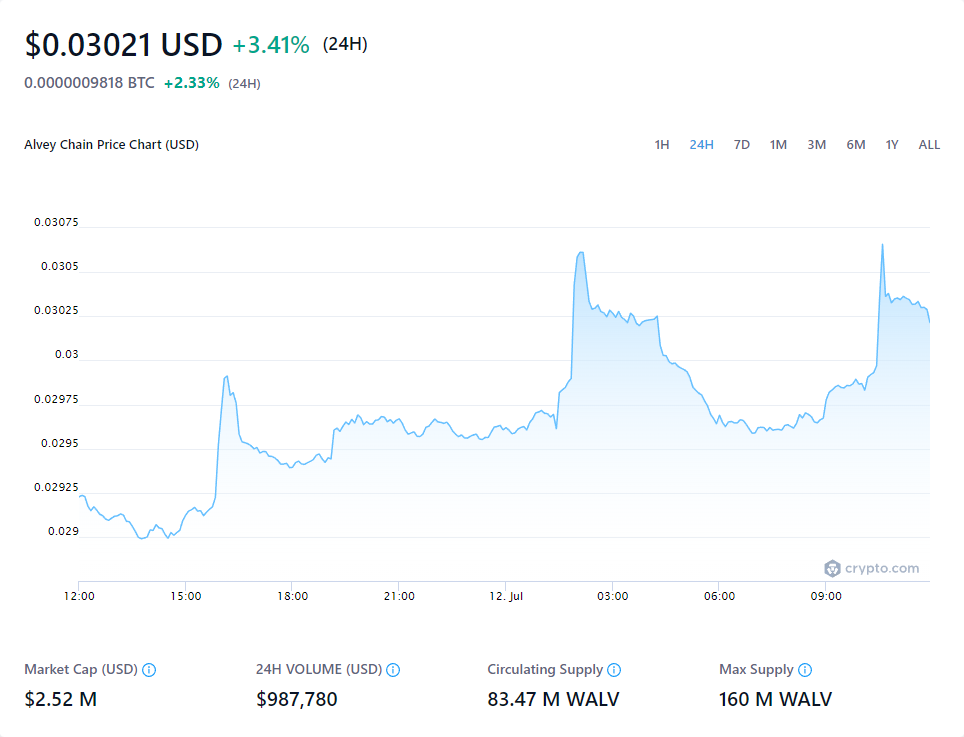 $0.03021 USD +3.41% (24H)
0.0000009818 BTC +2.33% (24H)
Alvey Chain Price Chart (USD) 1H 24H 7D 1M 3M 6M 1Y ALL
0.03075
0.0305
0.03025
0.03
0.02975
0.0295
0.02925
0.029
crypto.com
12:00 15:00 18:00 21:00 12. Jul 03:00 06:00 09:00
Market Cap (USD) 24H VOLUME (USD) Circulating Supply Max Supply
$2.52 M $987,780 83.47 M WALV 160 M WALV